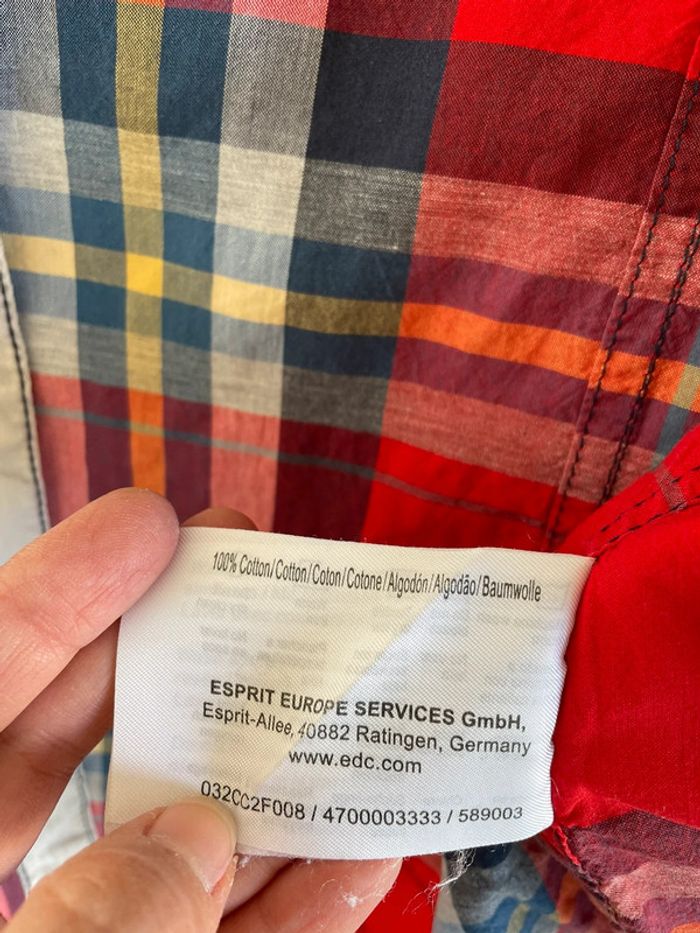 100% Cotton/Cotton/Coton/Cotone/Algodón/Algodão/Baumwolle
ESPRIT EUROPE SERVICES GmbH,
Esprit-Allee, 40882 Ratingen, Germany
www.edc.com
032CC2F008 / 4700003333 / 589003